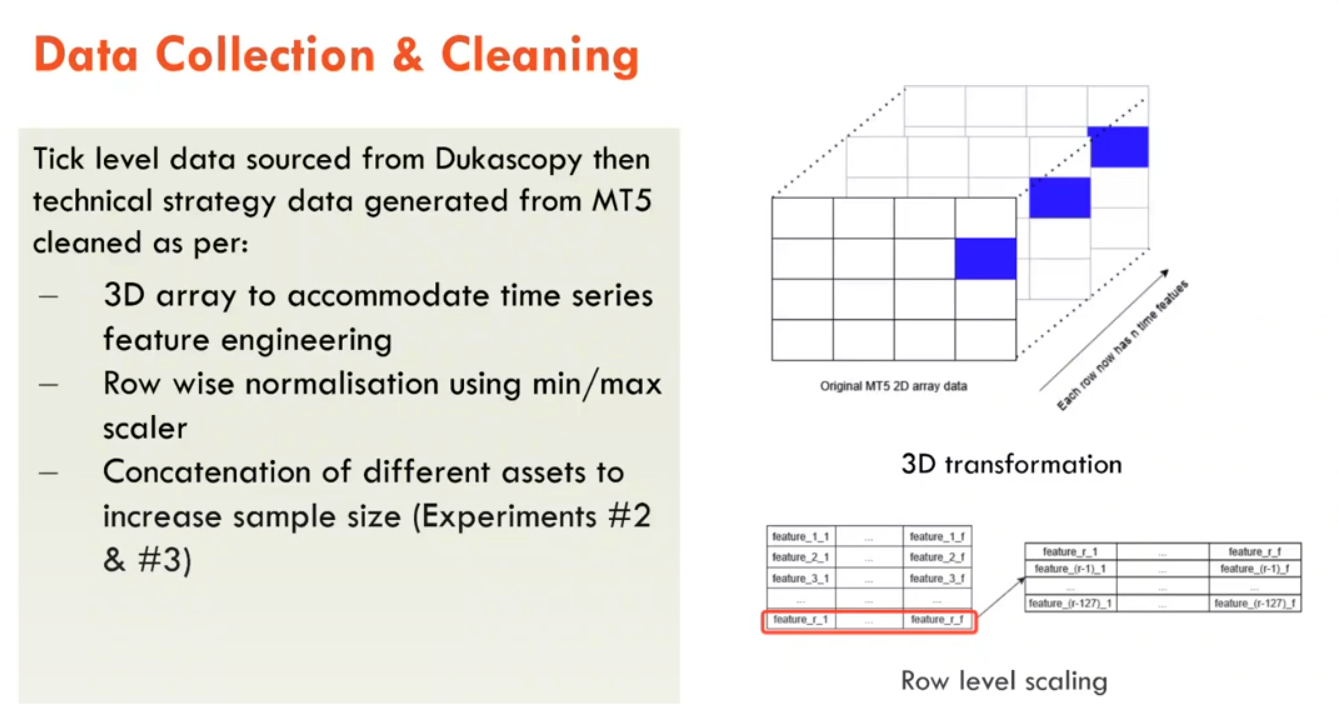 Data Collection & Cleaning
Tick level data sourced from Dukascopy then
technical strategy data generated from MT5
cleaned as per:
– 3D array to accommodate time series
feature engineering
– Row wise normalisation using min/max
scaler
– Concatenation of different assets to
increase sample size (Experiments #2
& #3)
Original MT5 2D array data
Each row now has n time featues
3D transformation
feature_1_1 ... feature_1_f
feature_2_1 ... feature_2_f
feature_3_1 ... feature_3_f
... ... ...
feature_r_1 ... feature_r_f
feature_r_1 ... feature_r_f
feature_(r-1)_1 ... feature_(r-1)_f
... ... ...
feature_(r-127)_1 ... feature_(r-127)_f
Row level scaling